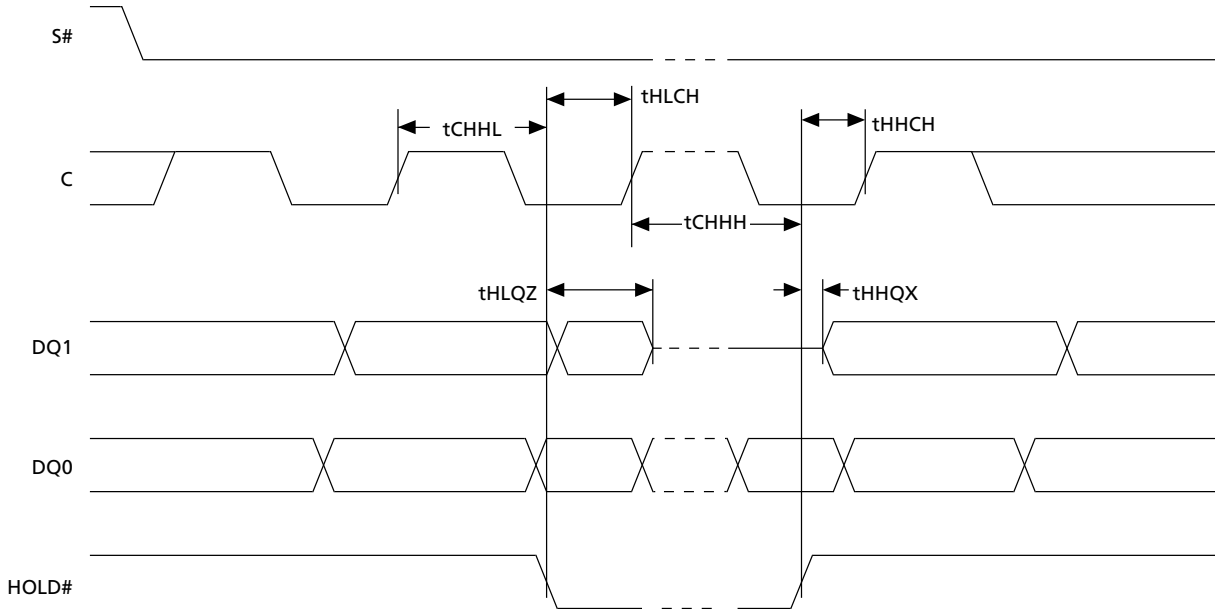 S#
tHLCH
tCHHL
tHHCH
C
tCHHH
tHLQZ
tHHQX
DQ1
DQ0
HOLD#